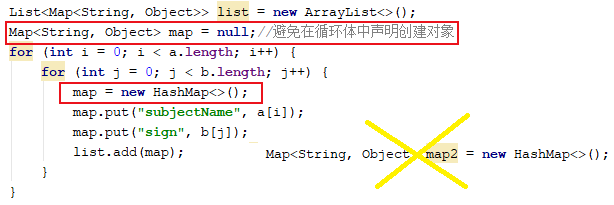 List<Map<String, Object>> list = new ArrayList<>();
Map<String, Object> map = null;//避免在循环体中声明创建对象
for (int i = 0; i < a.length; i++) {
for (int j = 0; j < b.length; j++) {
map = new HashMap<>();
map.put("subjectName", a[i]);
map.put("sign", b[j]);
list.add(map);
Map<String, Object> map2 = new HashMap<>();
}
}